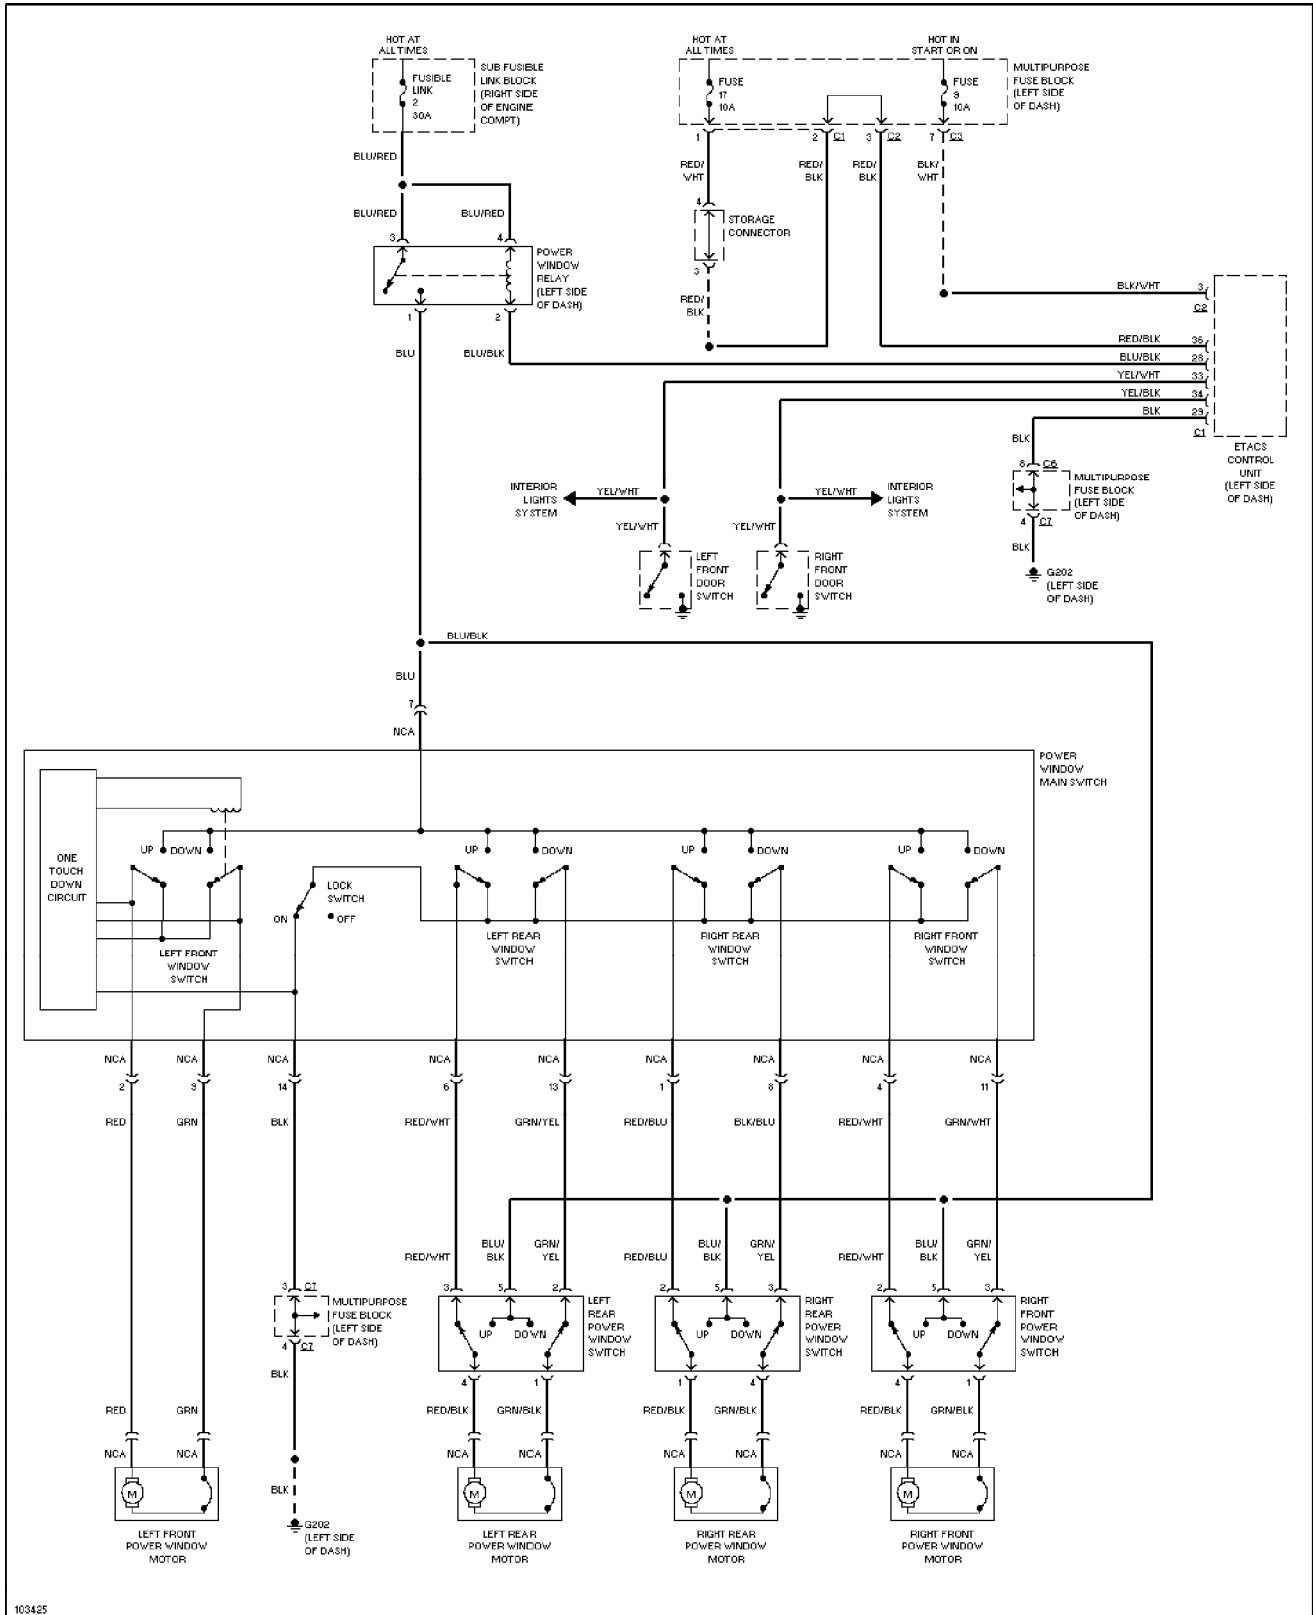 HOT AT
ALL TIMES
FUSIBLE
LINK
2
30A
SUB FUSIBLE
LINK BLOCK
(RIGHT SIDE
OF ENGINE
COMPT)
HOT AT
ALL TIMES
HOT IN
START OR ON
FUSE
17
10A
FUSE
9
10A
MULTIPURPOSE
FUSE BLOCK
(LEFT SIDE
OF DASH)
1
2 C1
3 C2
7 C3
BLU/RED
RED/
WHT
RED/
BLK
RED/
BLK
BLK/
WHT
BLU/RED
BLU/RED
4
STORAGE
CONNECTOR
3
3
4
POWER
WINDOW
RELAY
(LEFT SIDE
OF DASH)
1
2
RED/
BLK
BLU
BLU/BLK
BLK/WHT 3
C2
RED/BLK 36
BLU/BLK 28
YEL/WHT 33
YEL/BLK 34
BLK 29
C1
ETACS
CONTROL
UNIT
(LEFT SIDE
OF DASH)
BLK
8 C6
MULTIPURPOSE
FUSE BLOCK
(LEFT SIDE
OF DASH)
4 C7
BLK
G202
(LEFT SIDE
OF DASH)
INTERIOR
LIGHTS
SYSTEM
YEL/WHT
YEL/WHT
INTERIOR
LIGHTS
SYSTEM
YEL/WHT
YEL/WHT
LEFT
FRONT
DOOR
SWITCH
RIGHT
FRONT
DOOR
SWITCH
BLU/BLK
BLU
7
NCA
POWER
WINDOW
MAIN SWITCH
ONE
TOUCH
DOWN
CIRCUIT
UP DOWN
LEFT FRONT
WINDOW
SWITCH
LOCK
SWITCH
ON OFF
UP DOWN
LEFT REAR
WINDOW
SWITCH
UP DOWN
RIGHT REAR
WINDOW
SWITCH
UP DOWN
RIGHT FRONT
WINDOW
SWITCH
NCA NCA NCA NCA NCA NCA NCA NCA NCA
2 9 14 6 13 1 8 4 11
RED GRN BLK RED/WHT GRN/YEL RED/BLU BLK/BLU RED/WHT GRN/WHT
RED/WHT
BLU/
BLK
GRN/
YEL
RED/BLU
BLU/
BLK
GRN/
YEL
RED/WHT
BLU/
BLK
GRN/
YEL
3 C7
MULTIPURPOSE
FUSE BLOCK
(LEFT SIDE
OF DASH)
4 C7
3 5 2
UP DOWN
LEFT
REAR
POWER
WINDOW
SWITCH
4 1
2 5 3
UP DOWN
RIGHT
REAR
POWER
WINDOW
SWITCH
1 4
2 5 3
UP DOWN
RIGHT
FRONT
POWER
WINDOW
SWITCH
4 1
BLK
RED GRN RED/BLK GRN/BLK RED/BLK GRN/BLK RED/BLK GRN/BLK
NCA NCA NCA NCA NCA NCA NCA NCA
M
M
M
M
BLK
G202
(LEFT SIDE
OF DASH)
LEFT FRONT
POWER WINDOW
MOTOR
LEFT REAR
POWER WINDOW
MOTOR
RIGHT REAR
POWER WINDOW
MOTOR
RIGHT FRONT
POWER WINDOW
MOTOR
103425